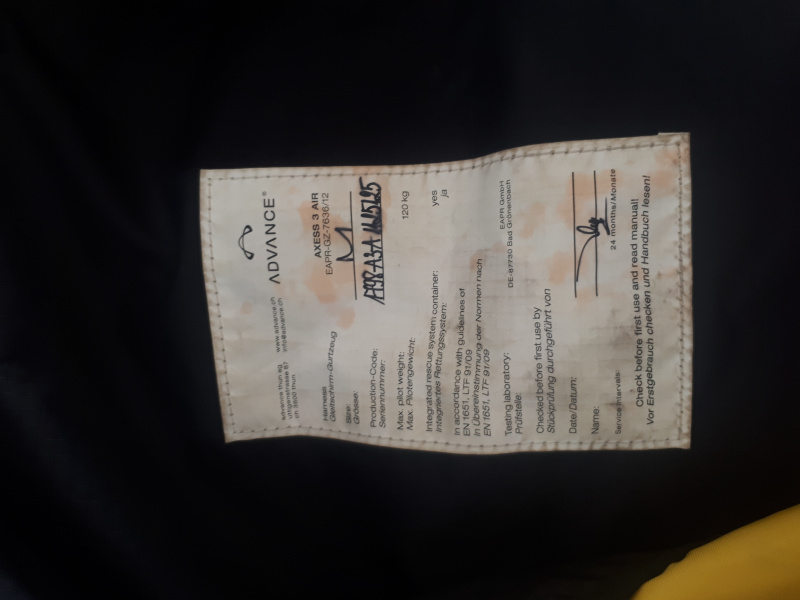 ADVANCE®
advance thun ag
uttigenstrasse 87
ch 3600 thun
www.advance.ch
info@advance.ch
Harness
Gleitschirm-Gurtzeug
AXESS 3 AIR
EAPR-GZ-7636/12
Size:
Grösse:
M
Production-Code:
Seriennummer:
Max. pilot weight:
Max. Pilotengewicht:
120 kg
Integrated rescue system container:
Integriertes Rettungssystem:
yes
ja
In accordance with guidelines of
EN 1651, LTF 91/09
In Übereinstimmung der Normen nach
EN 1651, LTF 91/09
Testing laboratory:
Prüfstelle:
EAPR GmbH
DE-87730 Bad Grönenbach
Checked before first use by
Stückprüfung durchgeführt von
Date/Datum:
Name:
Service intervals:
24 months/Monate
Check before first use and read manual!
Vor Erstgebrauch checken und Handbuch lesen!